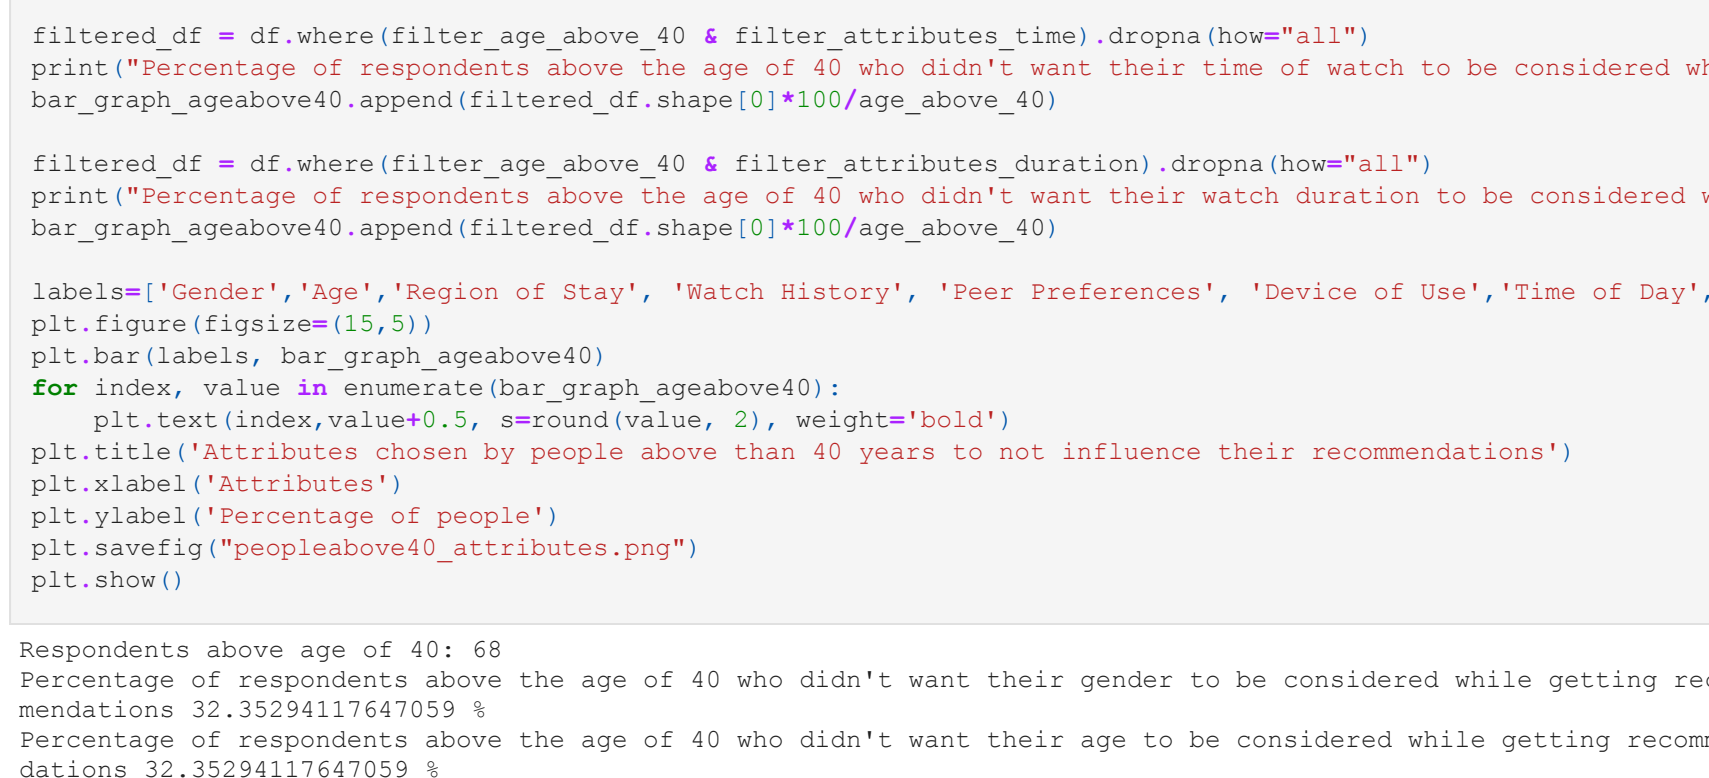 filtered_df = df.where(filter_age_above_40 & filter_attributes_time).dropna(how="all")
print("Percentage of respondents above the age of 40 who didn't want their time of watch to be considered
bar_graph_ageabove40.append(filtered_df.shape[0]*100/age_above_40)
filtered_df = df.where(filter_age_above_40 & filter_attributes_duration).dropna(how="all")
print("Percentage of respondents above the age of 40 who didn't want their watch duration to be considered
bar_graph_ageabove40.append(filtered_df.shape[0]*100/age_above_40)
labels=['Gender','Age','Region of Stay', 'Watch History', 'Peer Preferences', 'Device of Use','Time of Day',
plt.figure(figsize=(15,5))
plt.bar(labels, bar_graph_ageabove40)
for index, value in enumerate(bar_graph_ageabove40):
    plt.text(index,value+0.5, s=round(value, 2), weight='bold')
plt.title('Attributes chosen by people above than 40 years to not influence their recommendations')
plt.xlabel('Attributes')
plt.ylabel('Percentage of people')
plt.savefig("peopleabove40_attributes.png")
plt.show()
Respondents above age of 40: 68
Percentage of respondents above the age of 40 who didn't want their gender to be considered while getting
mendations 32.35294117647059 %
Percentage of respondents above the age of 40 who didn't want their age to be considered while getting
dations 32.35294117647059 %